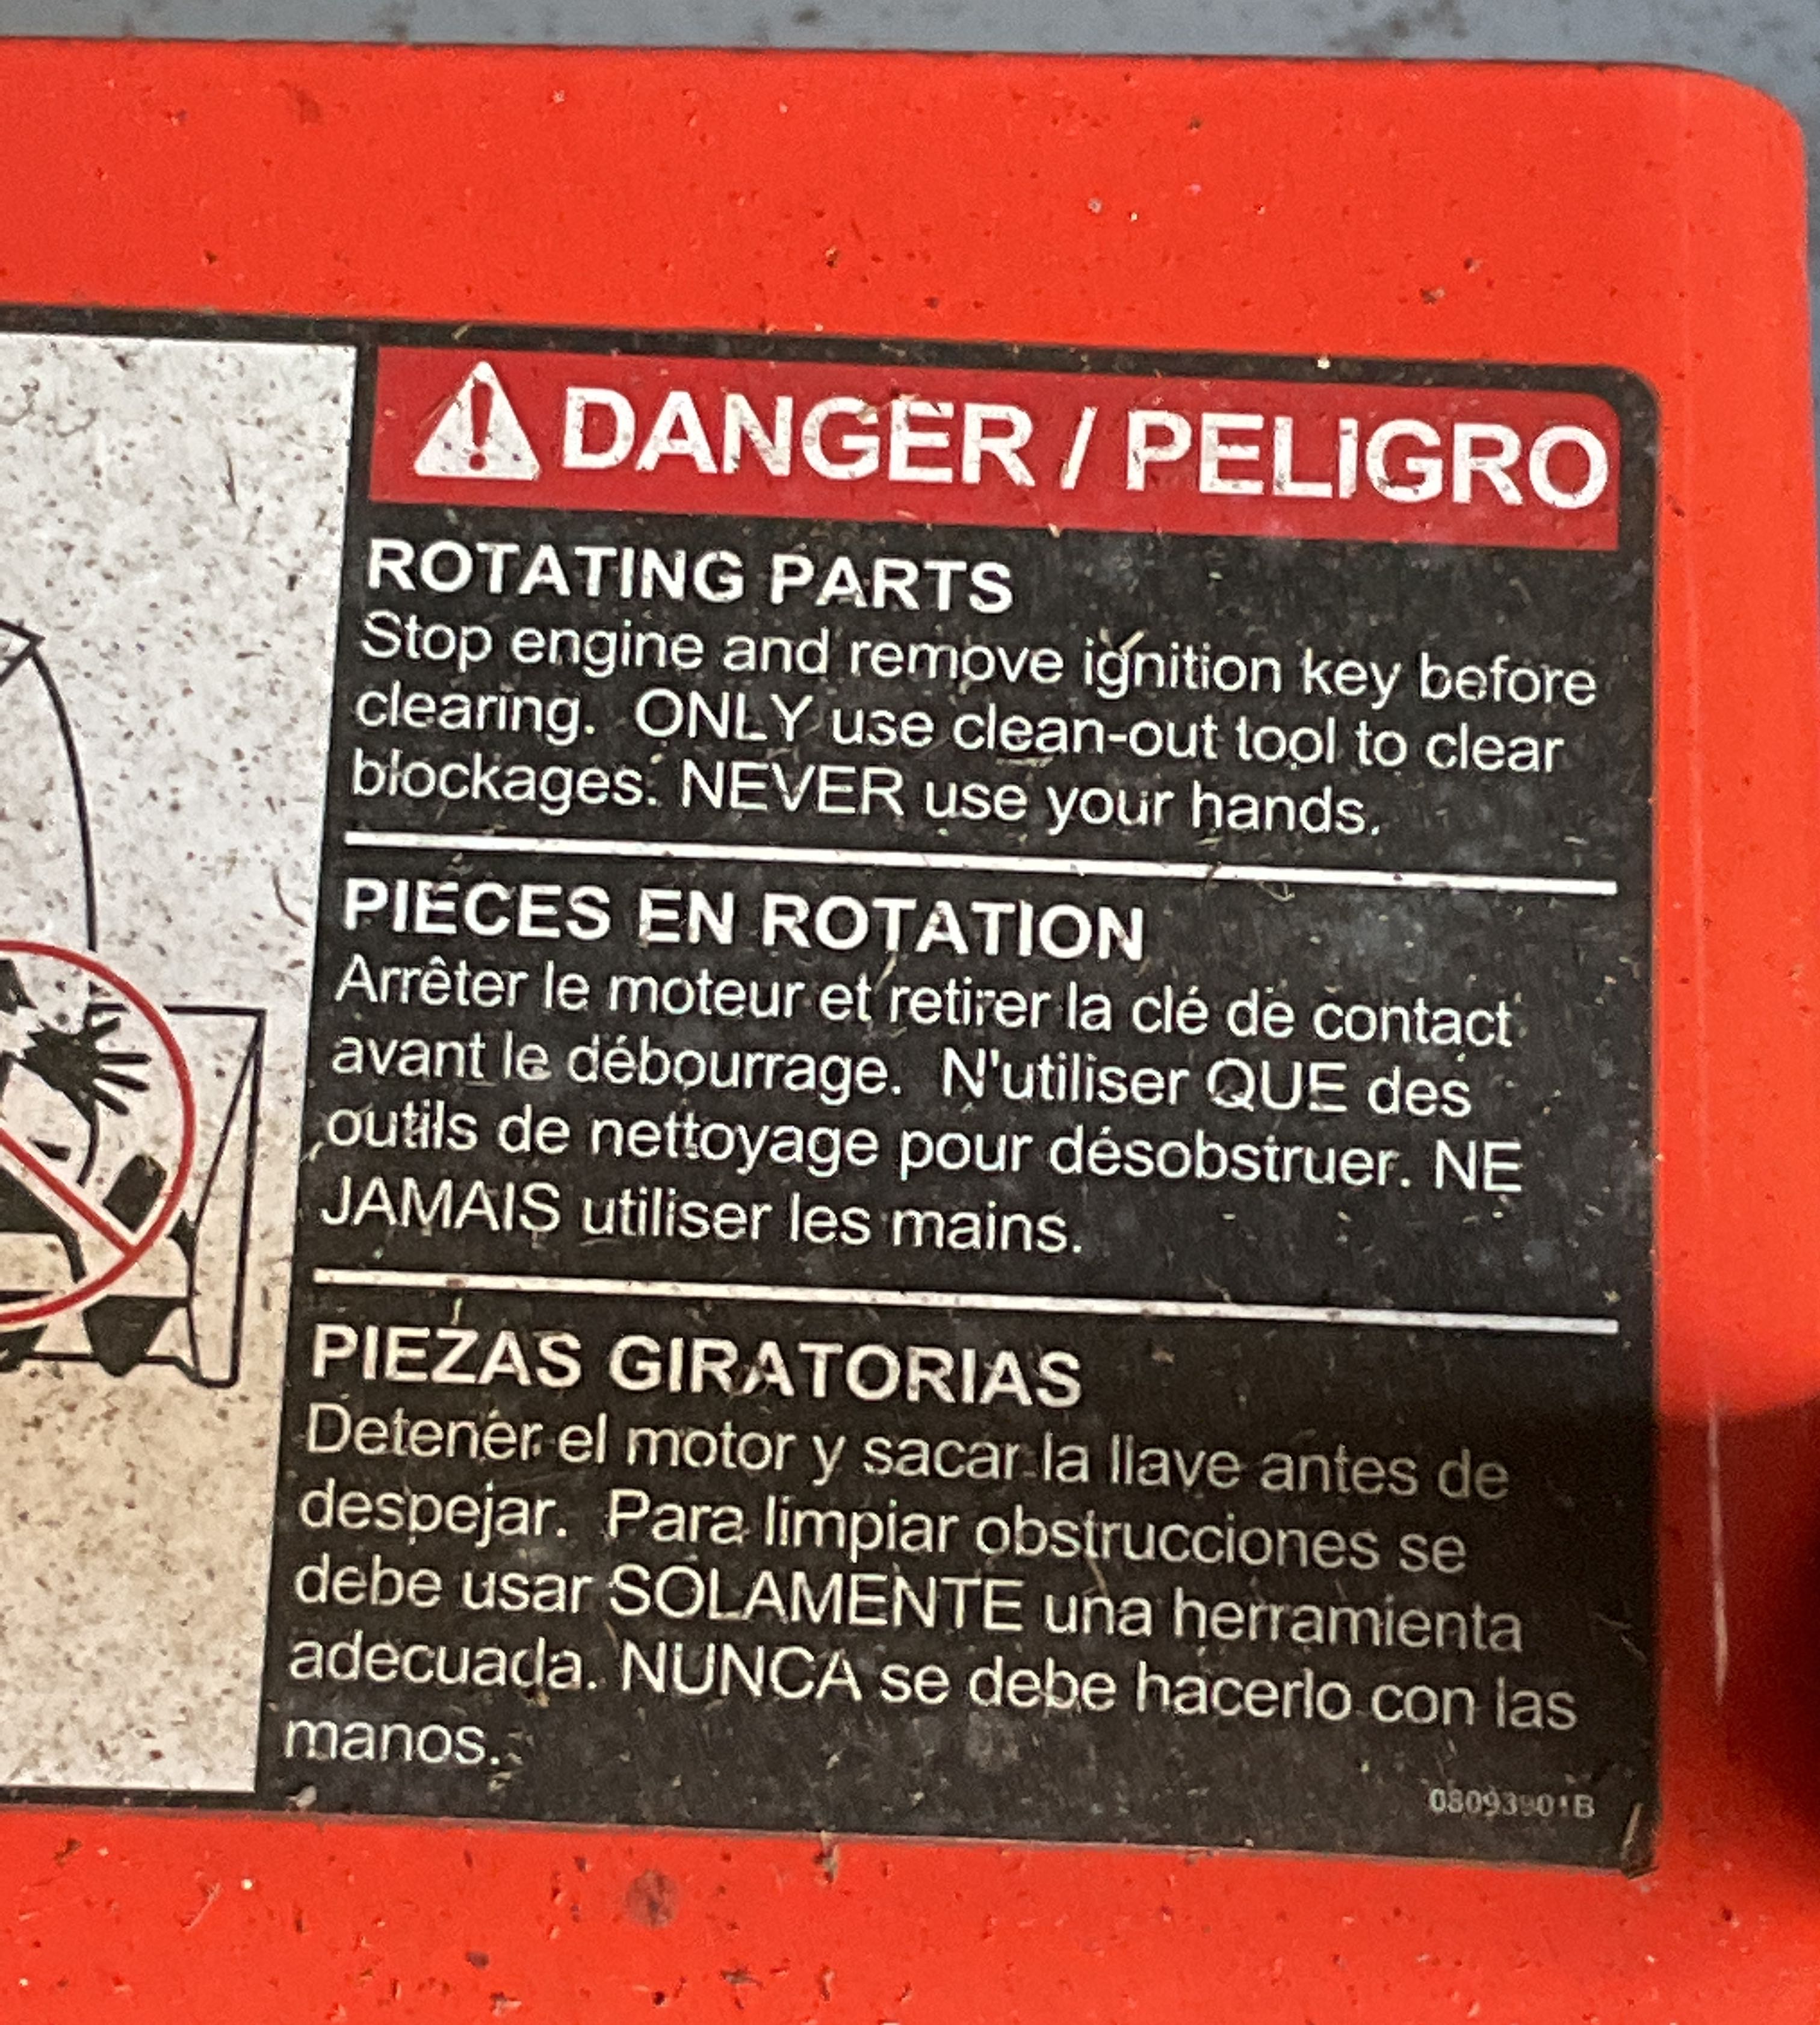 DANGER / PELIGRO
ROTATING PARTS
Stop engine and remove ignition key before
clearing. ONLY use clean-out tool to clear
blockages. NEVER use your hands.
PIECES EN ROTATION
Arrêter le moteur et retirer la clé de contact
avant le débourrage. N'utiliser QUE des
outils de nettoyage pour désobstruer. NE
JAMAIS utiliser les mains.
PIEZAS GIRATORIAS
Detener el motor y sacar la llave antes de
despejar. Para limpiar obstrucciones se
debe usar SOLAMENTE una herramienta
adecuada. NUNCA se debe hacerlo con las
manos.